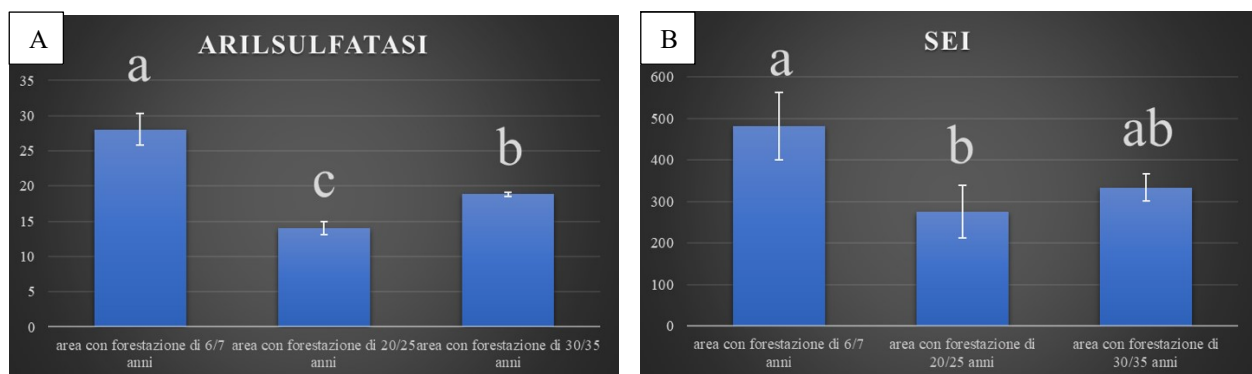 A
ARILSULFATASI
35
30
25
20
15
10
5
0
a
c
b
area con forestazione di 6/7
anni
area con forestazione di 20/25
anni
area con forestazione di 30/35
anni
B
SEI
600
500
400
300
200
100
0
a
b
ab
area con forestazione di 6/7
anni
area con forestazione di
20/25 anni
area con forestazione di
30/35 anni